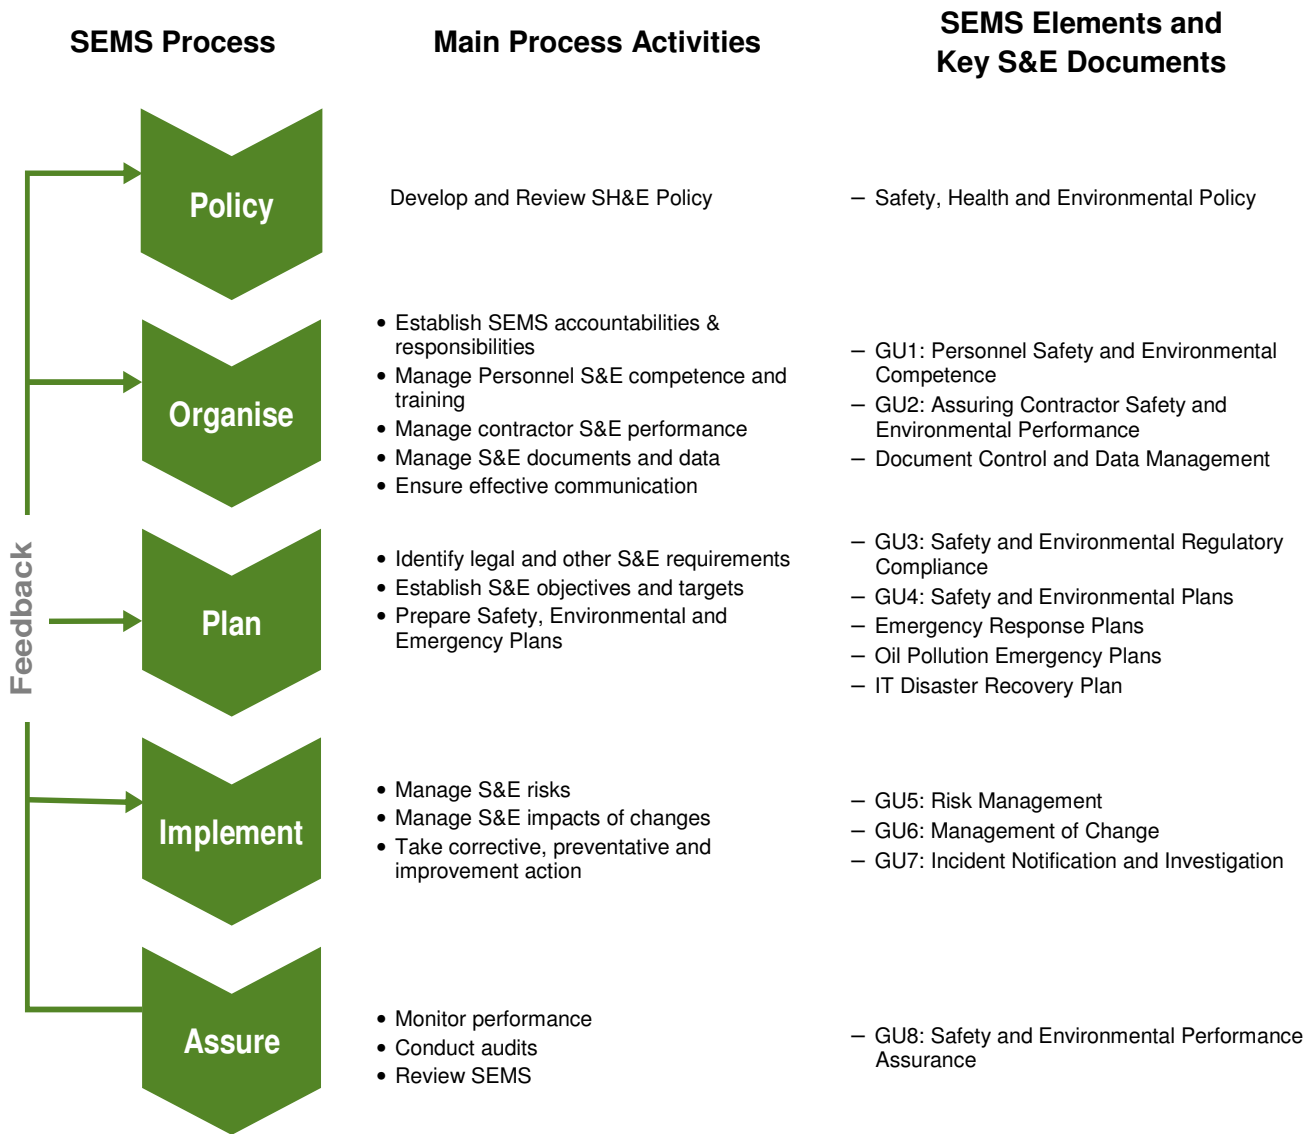 SEMS Process
Main Process Activities
SEMS Elements and
Key S&E Documents
Policy
Develop and Review SH&E Policy
– Safety, Health and Environmental Policy
Organise
• Establish SEMS accountabilities &
responsibilities
• Manage Personnel S&E competence and
training
• Manage contractor S&E performance
• Manage S&E documents and data
• Ensure effective communication
– GU1: Personnel Safety and Environmental
Competence
– GU2: Assuring Contractor Safety and
Environmental Performance
– Document Control and Data Management
Feedback
Plan
• Identify legal and other S&E requirements
• Establish S&E objectives and targets
• Prepare Safety, Environmental and
Emergency Plans
– GU3: Safety and Environmental Regulatory
Compliance
– GU4: Safety and Environmental Plans
– Emergency Response Plans
– Oil Pollution Emergency Plans
– IT Disaster Recovery Plan
Implement
• Manage S&E risks
• Manage S&E impacts of changes
• Take corrective, preventative and
improvement action
– GU5: Risk Management
– GU6: Management of Change
– GU7: Incident Notification and Investigation
Assure
• Monitor performance
• Conduct audits
• Review SEMS
– GU8: Safety and Environmental Performance
Assurance